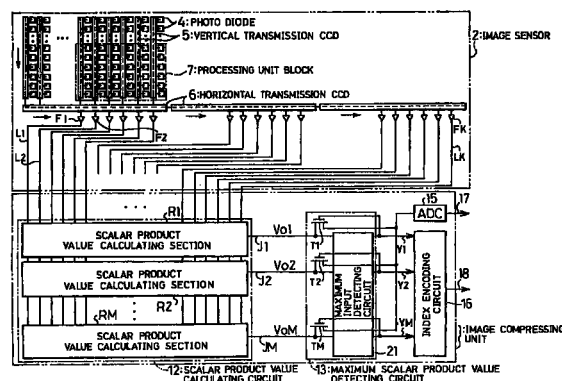 4:PHOTO DIODE
5:VERTICAL TRANSMISSION CCD
2:IMAGE SENSOR
7:PROCESSING UNIT BLOCK
6:HORIZONTAL TRANSMISSION CCD
F1
F2
FK
L1
L2
LK
R1
15
17
ADC
SCALAR PRODUCT
VALUE CALCULATING SECTION
Vo1
J1
T1
Y1
SCALAR PRODUCT
VALUE CALCULATING SECTION
Vo2
J2
T2
Y2
18
16
RM
R2
SCALAR PRODUCT
VALUE CALCULATING SECTION
VoM
JM
TM
YM
MAXIMUM INPUT DETECTING CIRCUIT
21
INDEX ENCODING CIRCUIT
:IMAGE COMPRESSING
UNIT
12:SCALAR PRODUCT VALUE
CALCULATING CIRCUIT
13:MAXIMUM SCALAR PRODUCT VALUE
DETECTING CIRCUIT